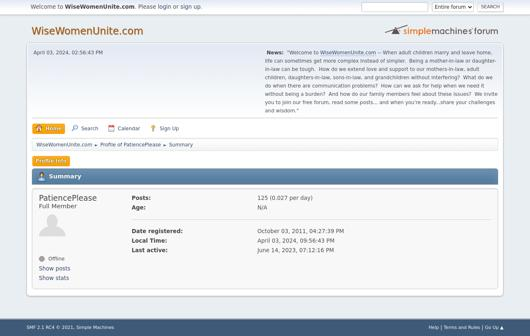 Welcome to WiseWomenUnite.com. Please login or sign up.
Entire forum
SEARCH
WiseWomenUnite.com
simplemachines forum
April 03, 2024, 02:56:43 PM
News: "Welcome to WiseWomenUnite.com -- When adult children marry and leave home,
life can sometimes get more complex instead of simpler.  Being a mother-in-law or daughter-
in-law can be tough.  How do we extend love and support to our mothers-in-law, adult
children, daughters-in-law, sons-in-law, and grandchildren without interfering?  What do we
do when there are communication problems?  How can we ask for help when we need it
without being a burden?  And how do our family members feel about these issues?  We invite
you to join our free forum, read some posts... and when you're ready...share your challenges
and wisdom."
Home
Search
Calendar
Sign Up
WiseWomenUnite.com ► Profile of PatiencePlease ► Summary
Profile Info
Summary
PatiencePlease
Full Member
Offline
Show posts
Show stats
Posts: 125 (0.027 per day)
Age: N/A
Date registered: October 03, 2011, 04:27:39 PM
Local Time: April 03, 2024, 09:56:43 PM
Last active: June 14, 2023, 07:12:16 PM
SMF 2.1 RC4 © 2021, Simple Machines
Help | Terms and Rules | Go Up ▲